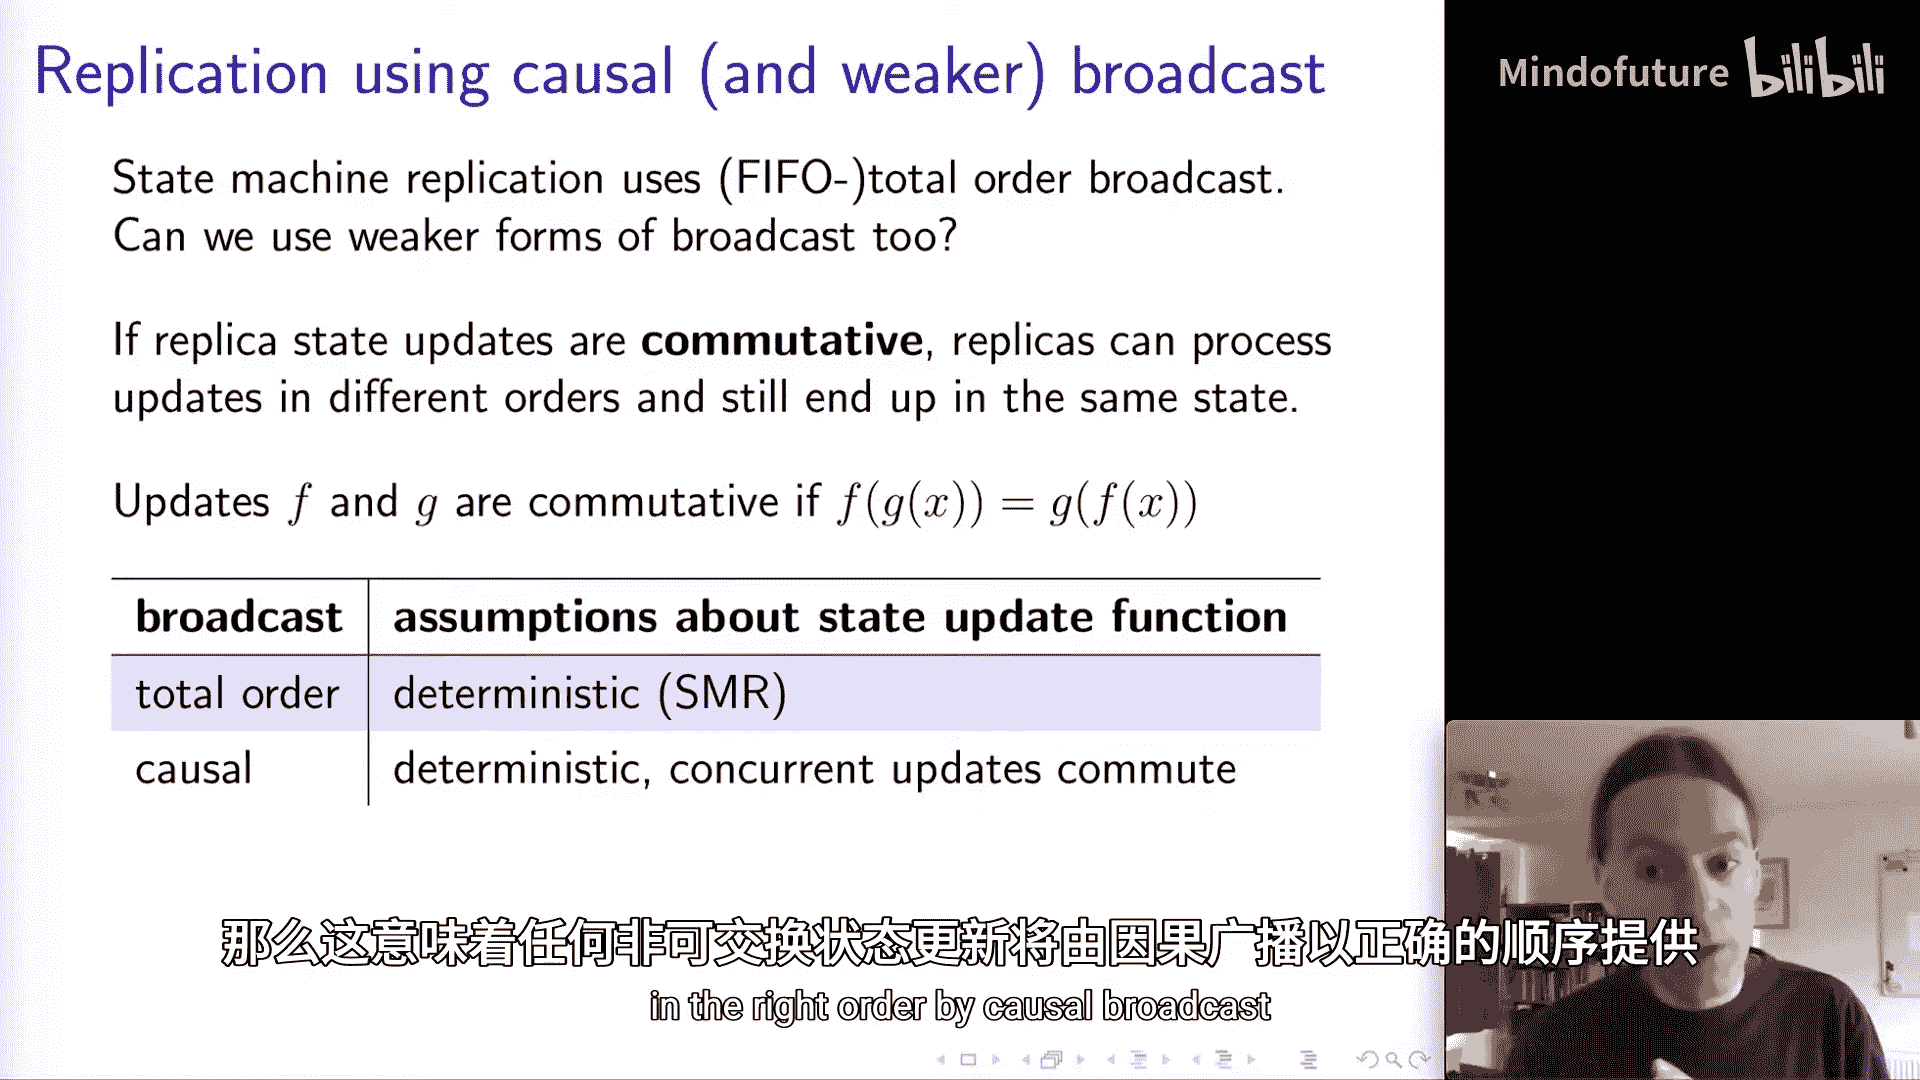 Replication using causal (and weaker) broadcast
Mindofuture bilibili
State machine replication uses (FIFO-)total order broadcast.
Can we use weaker forms of broadcast too?
If replica state updates are commutative, replicas can process
updates in different orders and still end up in the same state.
Updates f and g are commutative if f(g(x)) = g(f(x))
broadcast assumptions about state update function
total order deterministic (SMR)
causal deterministic, concurrent updates commute
那么这意味着任何非可交换状态更新将由因果广播以正确的顺序提供
in the right order by causal broadcast